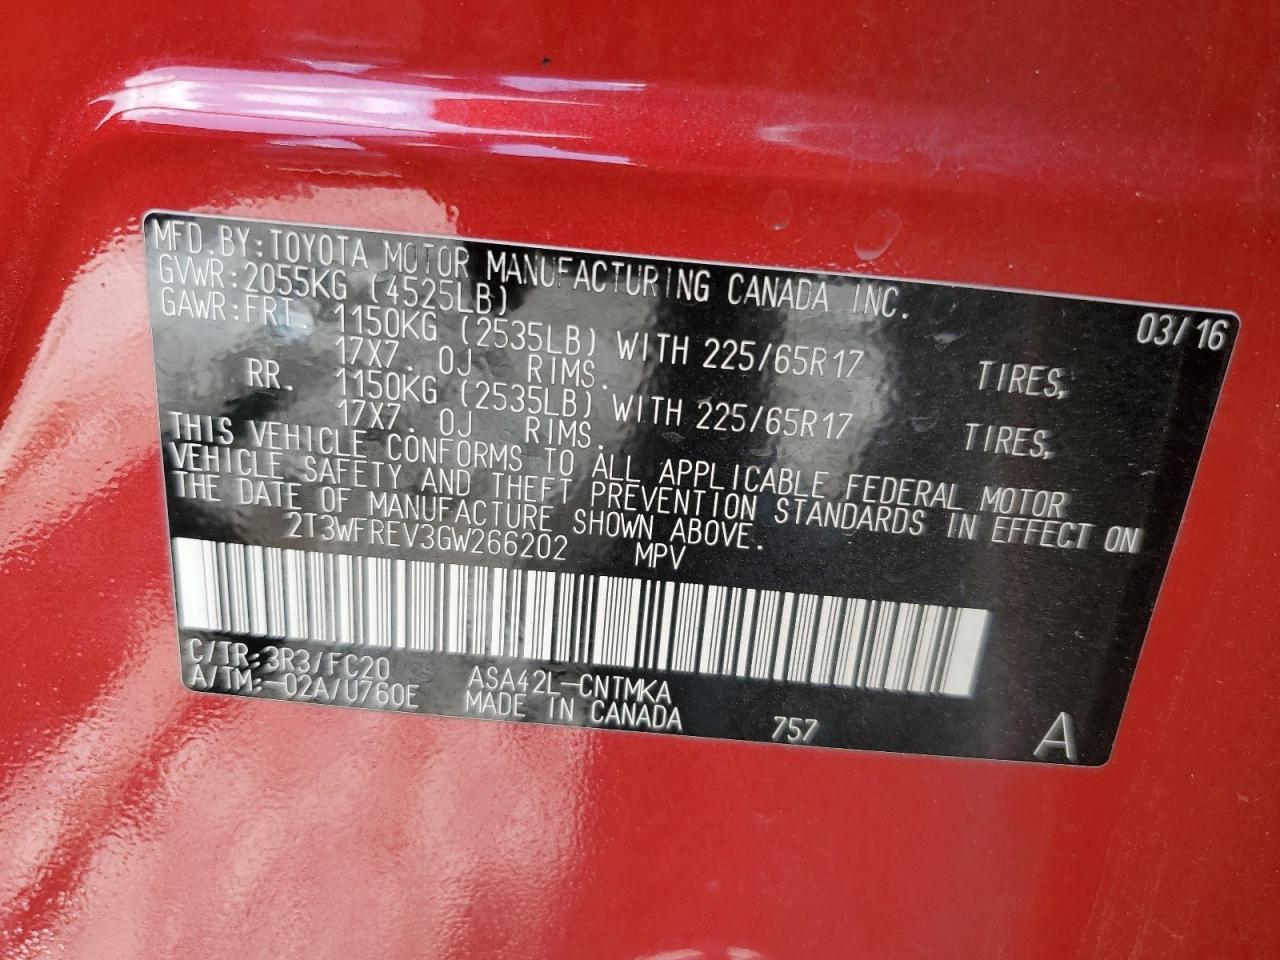 MFD. BY: TOYOTA MOTOR MANUFACTURING CANADA INC.
GVWR: 2055KG (4525LB) 03/16
GAWR: FRT. 1150KG (2535LB) WITH 225/65R17 TIRES,
17X7. 0J RIMS.
RR. 1150KG (2535LB) WITH 225/65R17 TIRES,
17X7. 0J RIMS.
THIS VEHICLE CONFORMS TO ALL APPLICABLE FEDERAL MOTOR
VEHICLE SAFETY AND THEFT PREVENTION STANDARDS IN EFFECT ON
THE DATE OF MANUFACTURE SHOWN ABOVE.
2T3WFREV3GW266202 MPV
C/TR: 3R3/FC20 ASA42L-CNTMKA
A/TM: -02A/U760E MADE IN CANADA 757 A